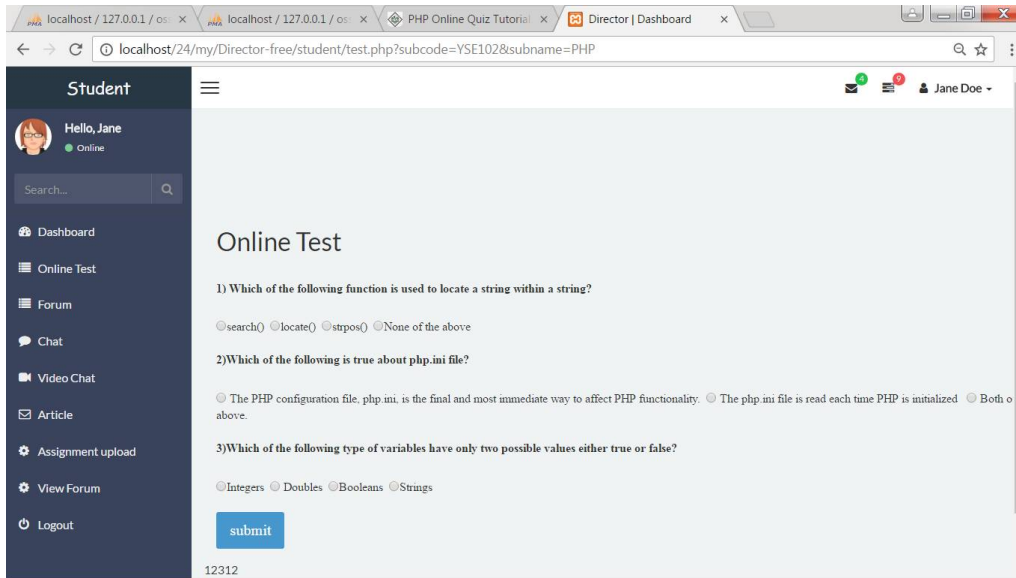 localhost / 127.0.0.1 / os
localhost / 127.0.0.1 / os
PHP Online Quiz Tutorial
Director | Dashboard
localhost/24/my/Director-free/student/test.php?subcode=YSE102&subname=PHP
Student
4
9
Jane Doe
Hello, Jane
Online
Search...
Dashboard
Online Test
Forum
Chat
Video Chat
Article
Assignment upload
View Forum
Logout
Online Test
1) Which of the following function is used to locate a string within a string?
search() locate() strpos() None of the above
2)Which of the following is true about php.ini file?
The PHP configuration file, php.ini, is the final and most immediate way to affect PHP functionality. The php.ini file is read each time PHP is initialized Both o
above.
3)Which of the following type of variables have only two possible values either true or false?
Integers Doubles Booleans Strings
submit
12312